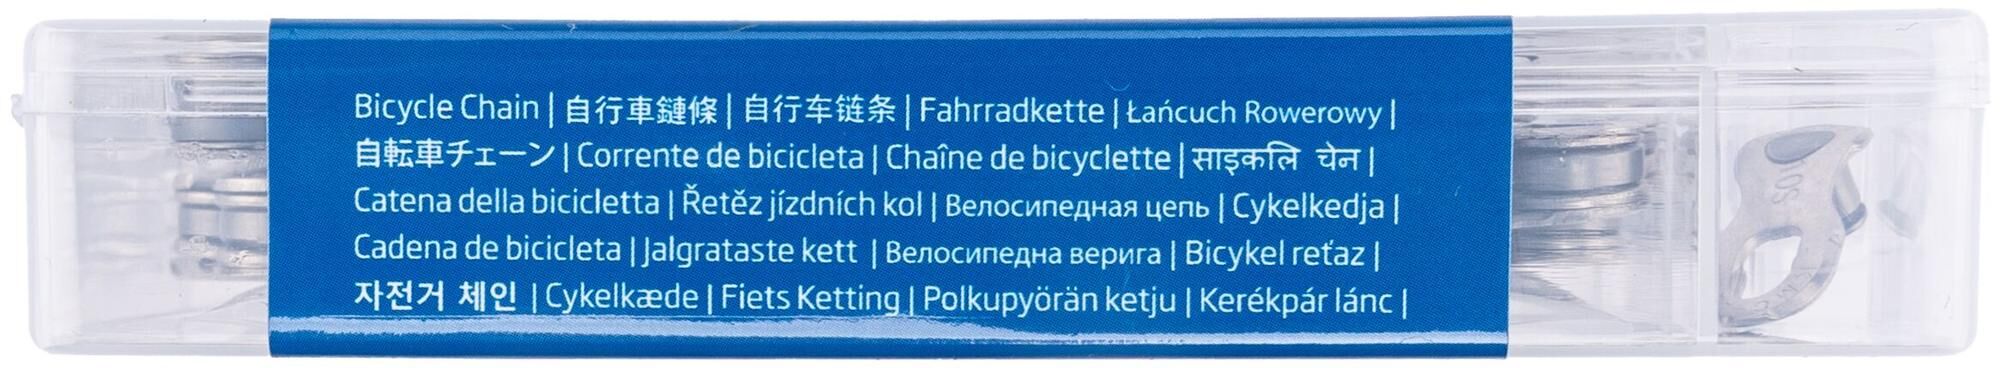 Bicycle Chain | 自行車鏈條 | 自行车链条 | Fahrradkette | Łańcuch Rowerowy |
自転車チェーン | Corrente de bicicleta | Chaîne de bicyclette | साइकलि चेन |
Catena della bicicletta | Řetěz jízdních kol | Велосипедная цепь | Cykelkedja |
Cadena de bicicleta | Jalgrataste kett | Велосипедна верига | Bicykel reťaz |
자전거 체인 | Cykelkæde | Fiets Ketting | Polkupyörän ketju | Kerékpár lánc |